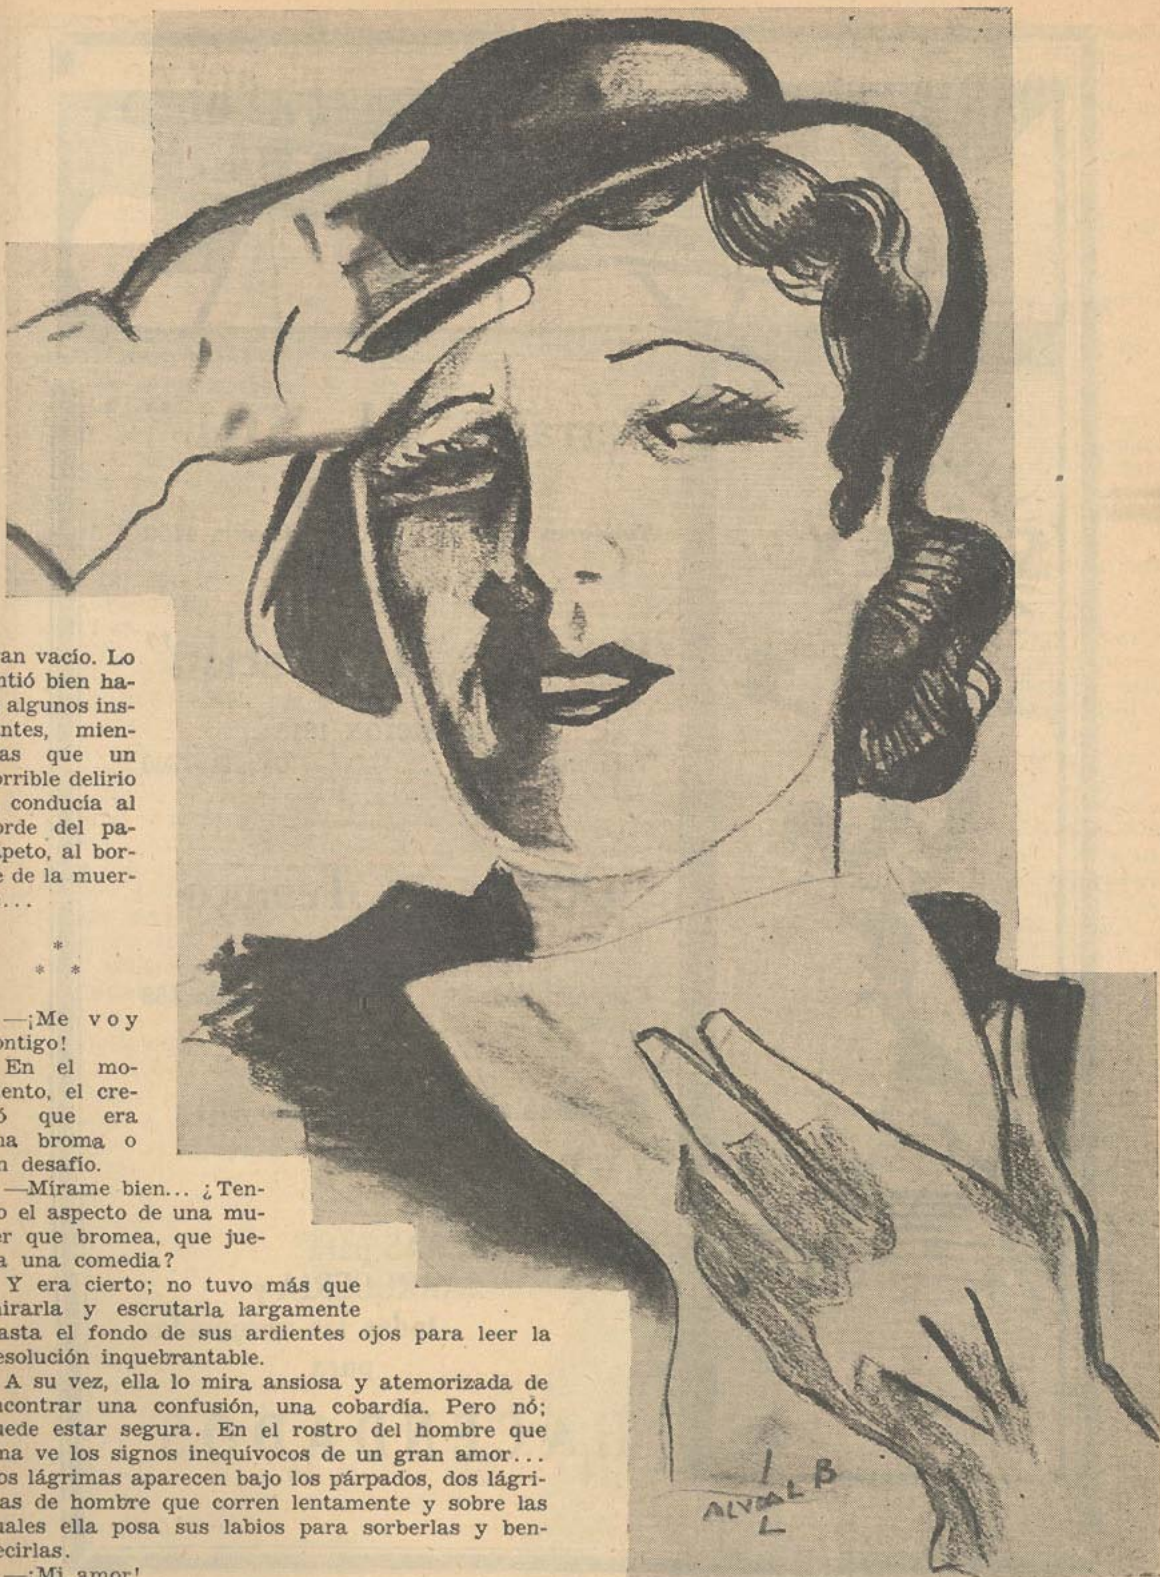 an vacío. Lo
ntió bien ha-
algunos ins-
ntes, mien-
as que un
orrible delirio
conducía al
orde del pa-
peto, al bor-
e de la muer-
...
*
* *
—¡Me voy
ontigo!
En el mo-
ento, el cre-
ó que era
na broma o
n desafío.
—Mírame bien... ¿Ten-
o el aspecto de una mu-
er que bromea, que jue-
a una comedia?
Y era cierto; no tuvo más que
irarla y escrutarla largamente
asta el fondo de sus ardientes ojos para leer la
esolución inquebrantable.
A su vez, ella lo mira ansiosa y atemorizada de
ncontrar una confusión, una cobardía. Pero nó;
uede estar segura. En el rostro del hombre que
ma ve los signos inequívocos de un gran amor...
os lágrimas aparecen bajo los párpados, dos lágri-
as de hombre que corren lentamente y sobre las
uales ella posa sus labios para sorberlas y ben-
ecirlas.
—¡Mi amor!